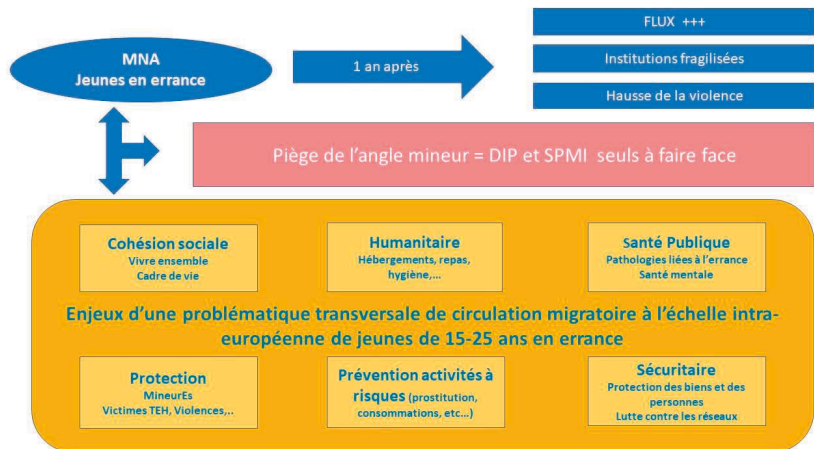 MNA
Jeunes en errance
1 an après
FLUX +++
Institutions fragilisées
Hausse de la violence
Piège de l'angle mineur = DIP et SPMI seuls à faire face
Cohésion sociale
Vivre ensemble
Cadre de vie
Humanitaire
Hébergements, repas,
hygiène,...
Santé Publique
Pathologies liées à l'errance
Santé mentale
Enjeux d'une problématique transversale de circulation migratoire à l'échelle intra-
européenne de jeunes de 15-25 ans en errance
Protection
MineurEs
Victimes TEH, Violences,..
Prévention activités à
risques (prostitution,
consommations, etc...)
Sécuritaire
Protection des biens et des
personnes
Lutte contre les réseaux